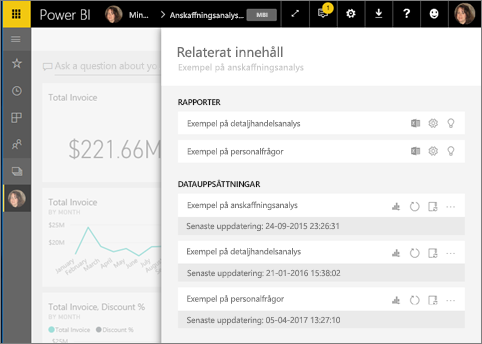 Power BI
Min...
Anskaffningsanalys...
MBI
1
?
Relaterat innehåll
Exempel på anskaffningsanalys
Ask a question about yo
Total Invoice
$221.66M
Total Invoice
BY MONTH
$25M
$20M
January
February
March
April
May
June
July
August
Total Invoice, Discount %
BY MONTH
Total Invoice
Discount %
$25M
RAPPORTER
Exempel på detaljhandelsanalys
Exempel på personalfrågor
DATAUPPSÄTTNINGAR
Exempel på anskaffningsanalys
Senaste uppdatering: 24-09-2015 23:26:31
Exempel på detaljhandelsanalys
Senaste uppdatering: 21-01-2016 15:38:02
Exempel på personalfrågor
Senaste uppdatering: 05-04-2017 13:27:10